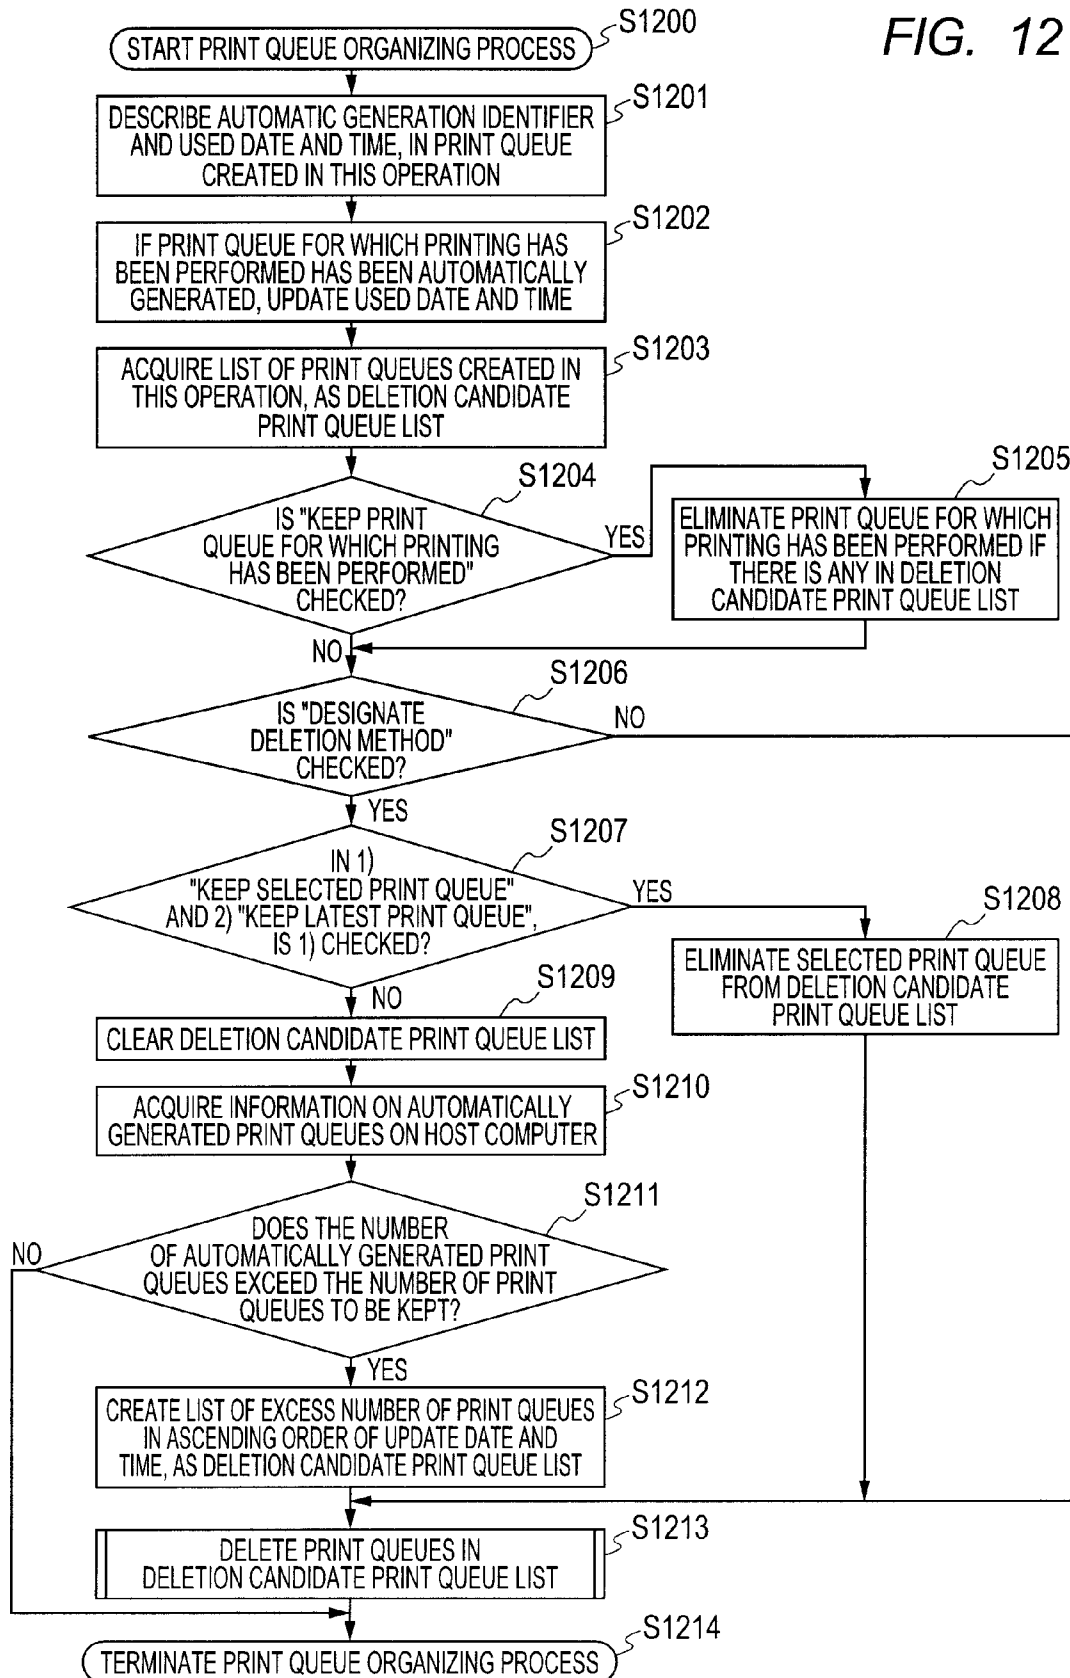 FIG. 12
S1200
START PRINT QUEUE ORGANIZING PROCESS
S1201
DESCRIBE AUTOMATIC GENERATION IDENTIFIER
AND USED DATE AND TIME, IN PRINT QUEUE
CREATED IN THIS OPERATION
S1202
IF PRINT QUEUE FOR WHICH PRINTING HAS
BEEN PERFORMED HAS BEEN AUTOMATICALLY
GENERATED, UPDATE USED DATE AND TIME
S1203
ACQUIRE LIST OF PRINT QUEUES CREATED IN
THIS OPERATION, AS DELETION CANDIDATE
PRINT QUEUE LIST
S1204
IS "KEEP PRINT
QUEUE FOR WHICH PRINTING
HAS BEEN PERFORMED"
CHECKED?
YES
S1205
ELIMINATE PRINT QUEUE FOR WHICH
PRINTING HAS BEEN PERFORMED IF
THERE IS ANY IN DELETION
CANDIDATE PRINT QUEUE LIST
NO
S1206
IS "DESIGNATE
DELETION METHOD"
CHECKED?
NO
YES
S1207
IN 1)
"KEEP SELECTED PRINT QUEUE"
AND 2) "KEEP LATEST PRINT QUEUE",
IS 1) CHECKED?
YES
S1208
ELIMINATE SELECTED PRINT QUEUE
FROM DELETION CANDIDATE
PRINT QUEUE LIST
NO
S1209
CLEAR DELETION CANDIDATE PRINT QUEUE LIST
S1210
ACQUIRE INFORMATION ON AUTOMATICALLY
GENERATED PRINT QUEUES ON HOST COMPUTER
S1211
DOES THE NUMBER
OF AUTOMATICALLY GENERATED PRINT
QUEUES EXCEED THE NUMBER OF PRINT
QUEUES TO BE KEPT?
NO
YES
S1212
CREATE LIST OF EXCESS NUMBER OF PRINT QUEUES
IN ASCENDING ORDER OF UPDATE DATE AND
TIME, AS DELETION CANDIDATE PRINT QUEUE LIST
S1213
DELETE PRINT QUEUES IN
DELETION CANDIDATE PRINT QUEUE LIST
S1214
TERMINATE PRINT QUEUE ORGANIZING PROCESS